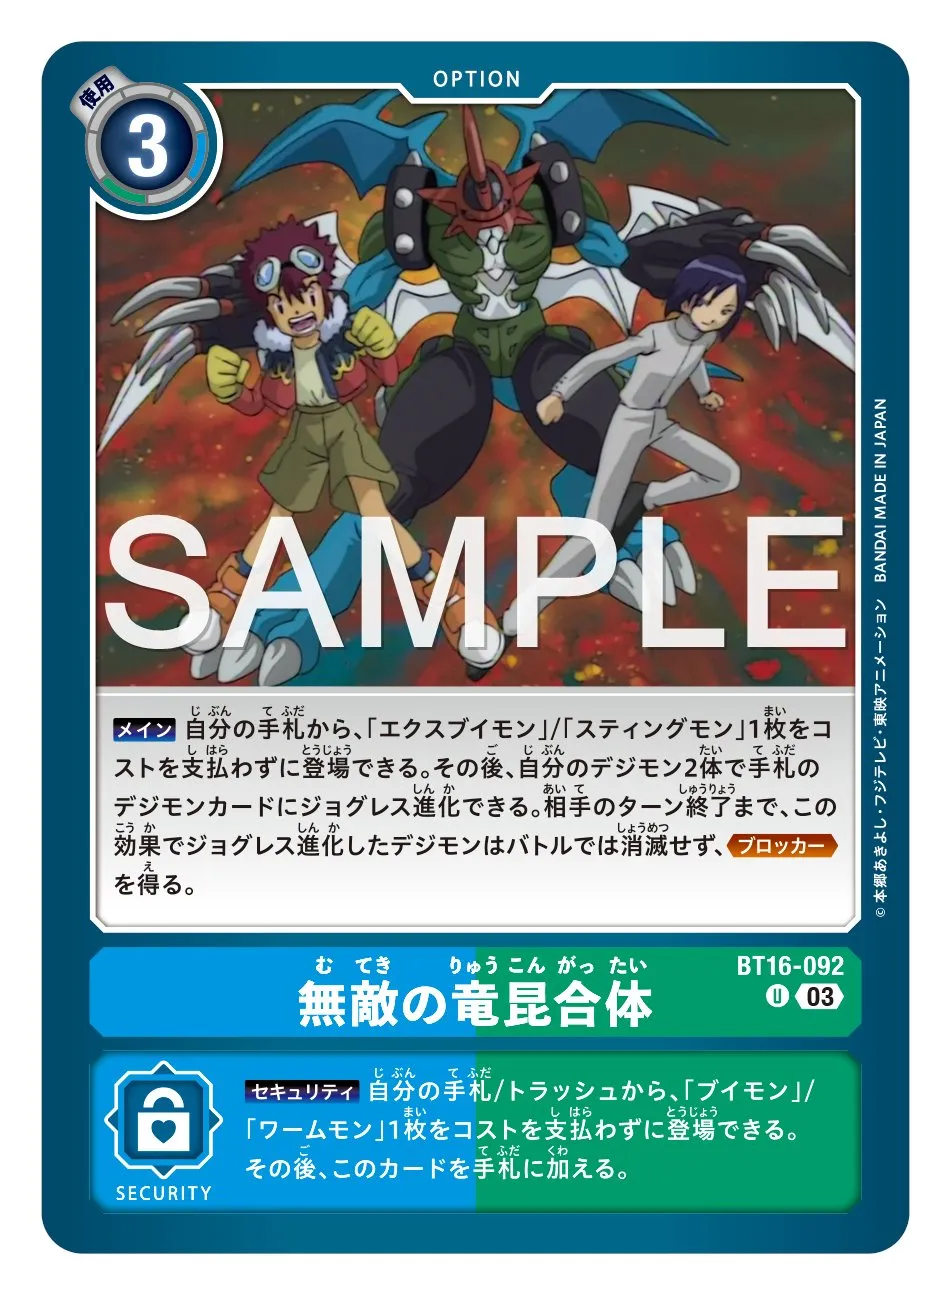 OPTION
使用
3
SAMPLE
メイン 自分の手札から、「エクスブイモン」/「スティングモン」1枚をコ
ストを支払わずに登場できる。その後、自分のデジモン2体で手札の
デジモンカードにジョグレス進化できる。相手のターン終了まで、この
効果でジョグレス進化したデジモンはバトルでは消滅せず、ブロッカー
を得る。
© 本郷あきよし・フジテレビ・東映アニメーション BANDAI MADE IN JAPAN
む てき りゅう こん がっ たい
無敵の竜昆合体
BT16-092
U 03
セキュリティ 自分の手札/トラッシュから、「ブイモン」/
「ワームモン」1枚をコストを支払わずに登場できる。
その後、このカードを手札に加える。
SECURITY